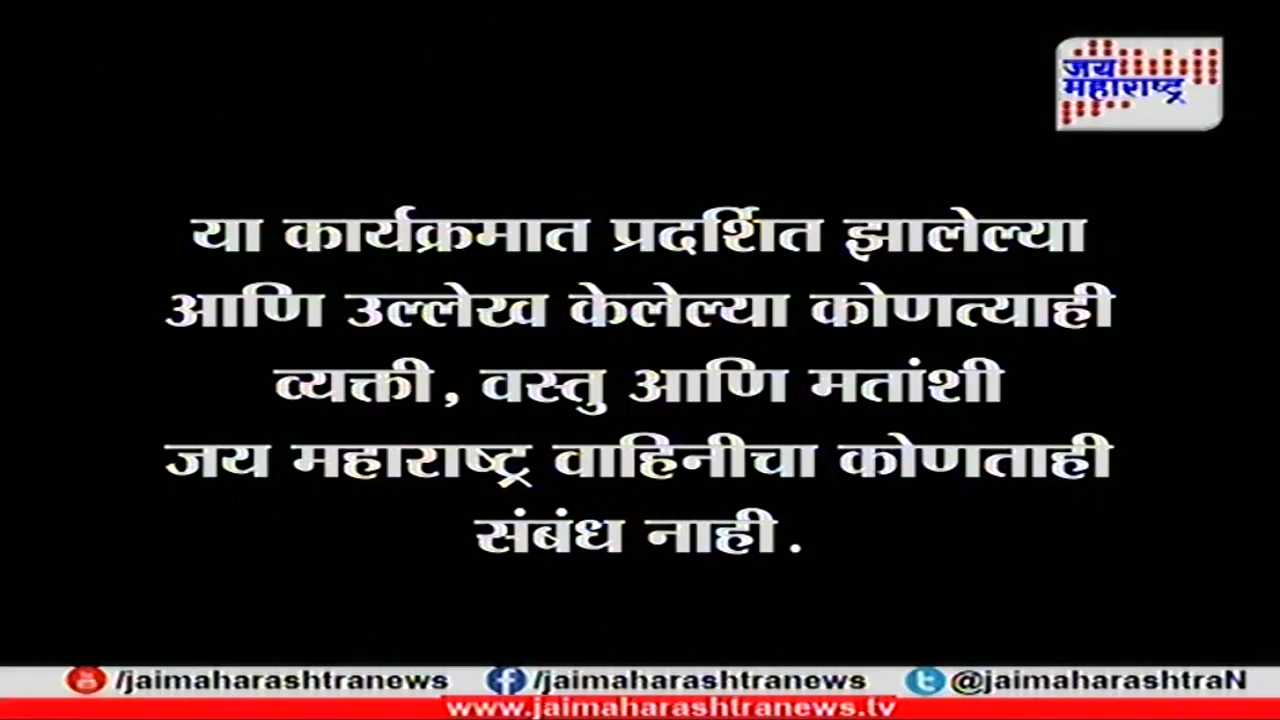 जय
महाराष्ट्र
या कार्यक्रमात प्रदर्शित झालेल्या
आणि उल्लेख केलेल्या कोणत्याही
व्यक्ती, वस्तु आणि मतांशी
जय महाराष्ट्र वाहिनीचा कोणताही
संबंध नाही.
/jaimaharashtranews /jaimaharashtranews @jaimaharashtraN
www.jaimaharashtranews.tv